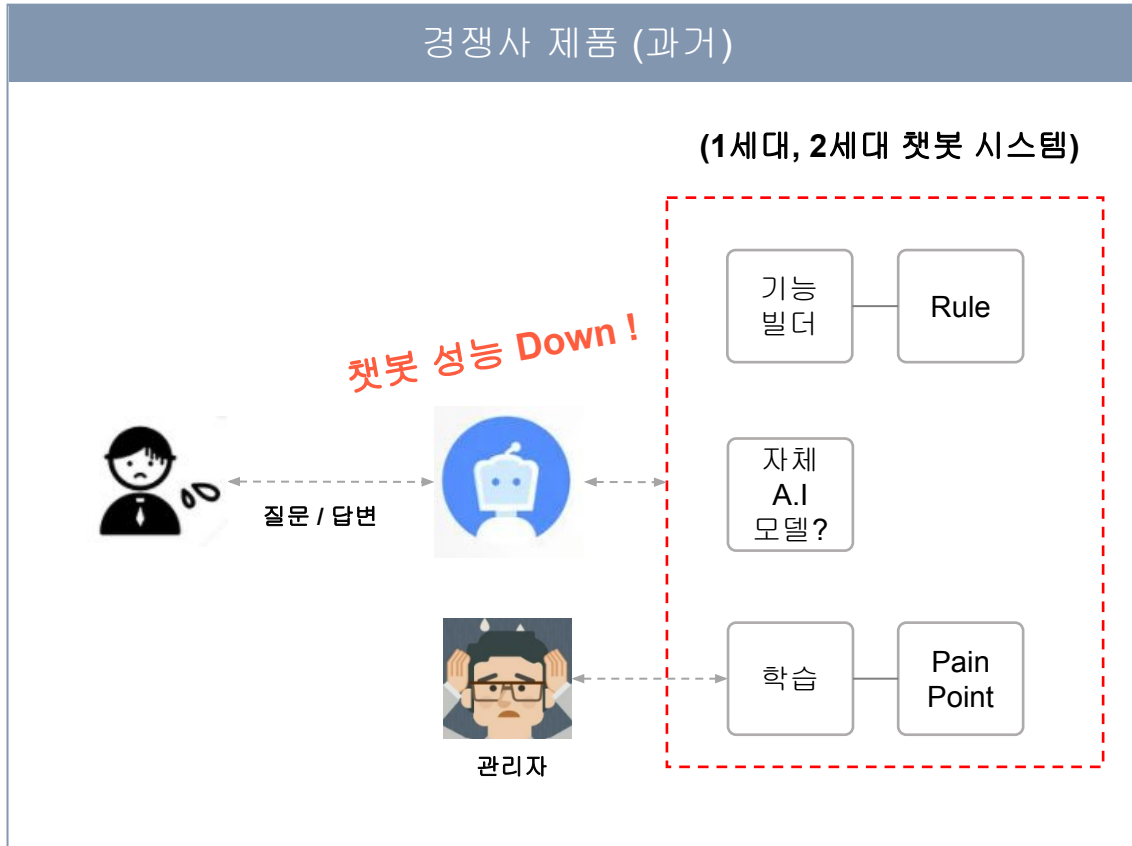 경쟁사 제품 (과거)
(1세대, 2세대 챗봇 시스템)
기능
빌더
Rule
챗봇 성능 Down !
자체
A.I
모델?
질문 / 답변
학습
Pain
Point
관리자